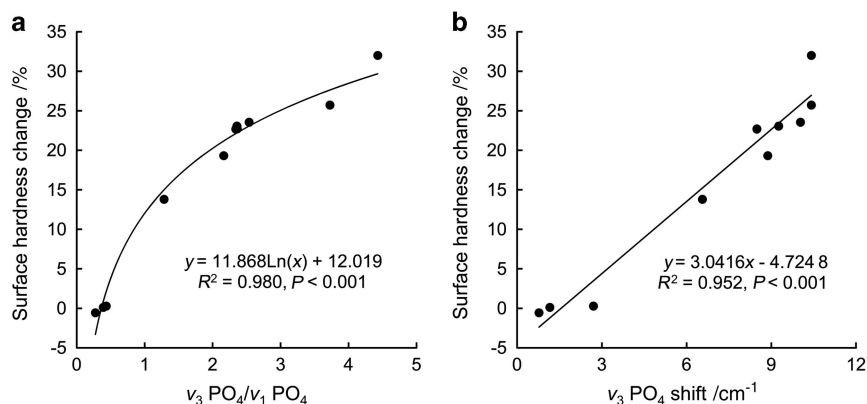 a
Surface hardness change /%
35
30
25
20
15
10
5
0
-5
0 1 2 3 4 5
y = 11.868Ln(x) + 12.019
R² = 0.980, P < 0.001
v₃ PO₄/v₁ PO₄
b
Surface hardness change /%
35
30
25
20
15
10
5
0
-5
0 3 6 9 12
y = 3.0416x - 4.724 8
R² = 0.952, P < 0.001
v₃ PO₄ shift /cm⁻¹